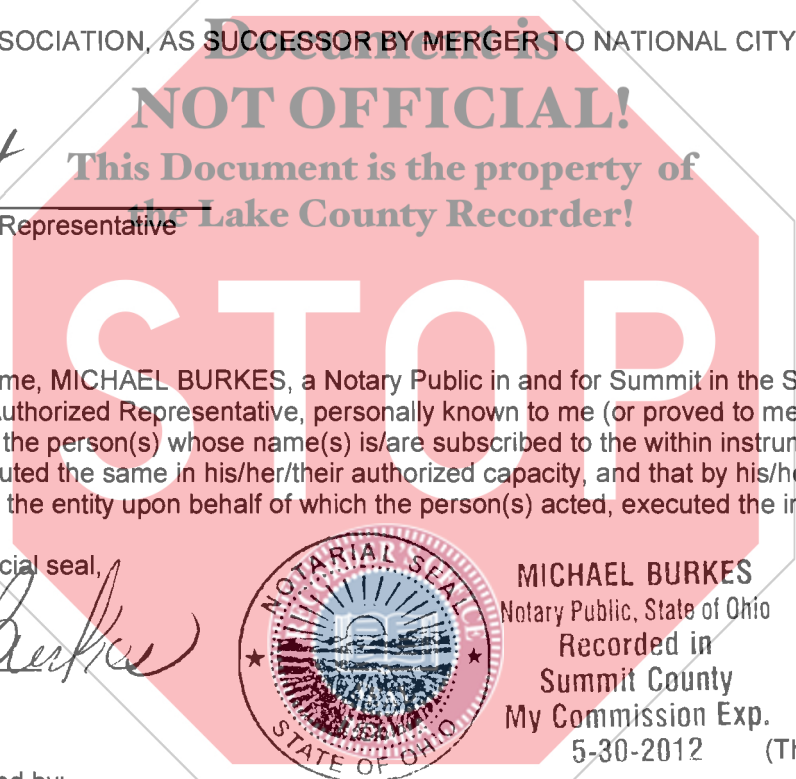 Document is
SOCIATION, AS SUCCESSOR BY MERGER TO NATIONAL CITY
NOT OFFICIAL!
This Document is the property of
the Lake County Recorder!
Representative
STOP
me, MICHAEL BURKES, a Notary Public in and for Summit in the S
uthorized Representative, personally known to me (or proved to me
the person(s) whose name(s) is/are subscribed to the within instru
uted the same in his/her/their authorized capacity, and that by his/he
the entity upon behalf of which the person(s) acted, executed the i
cial seal,
NOTARIAL SEAL
STATE OF OHIO
MICHAEL BURKES
Notary Public, State of Ohio
Recorded in
Summit County
My Commission Exp.
5-30-2012
(Th
ed by: